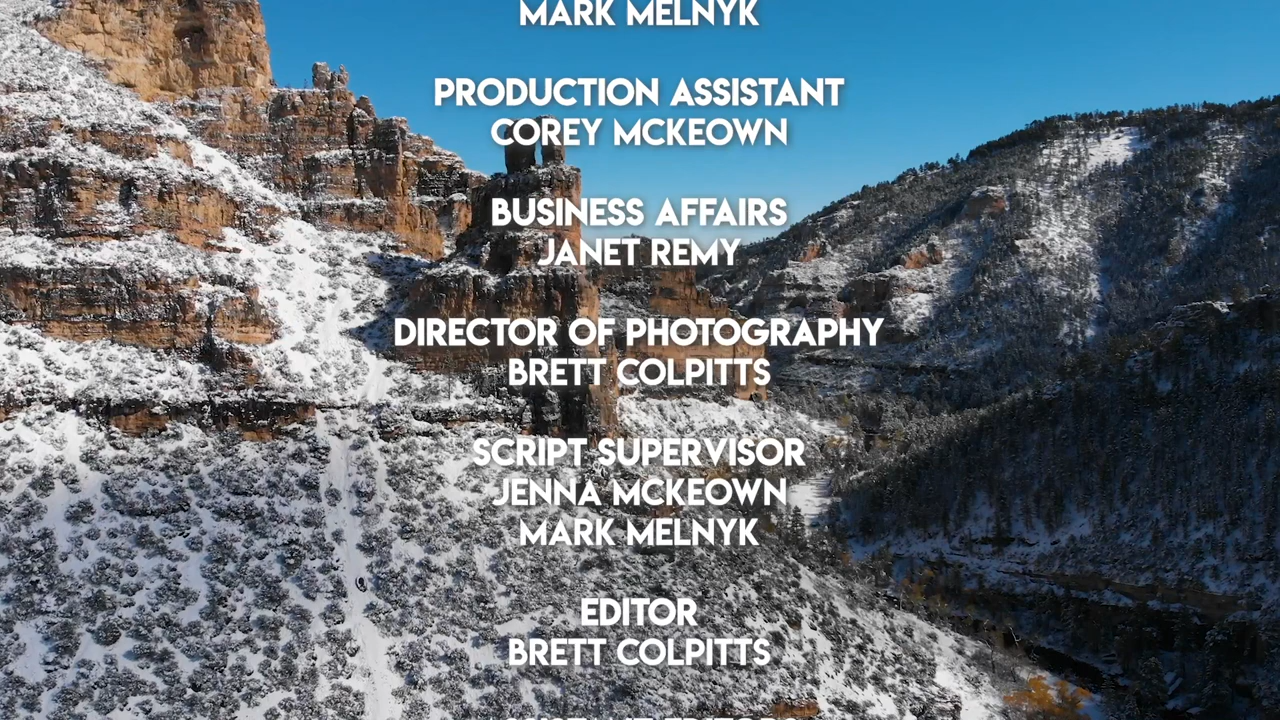 MARK MELNYK
PRODUCTION ASSISTANT
COREY MCKEOWN
BUSINESS AFFAIRS
JANET REMY
DIRECTOR OF PHOTOGRAPHY
BRETT COLPITTS
SCRIPT SUPERVISOR
JENNA MCKEOWN
MARK MELNYK
EDITOR
BRETT COLPITTS